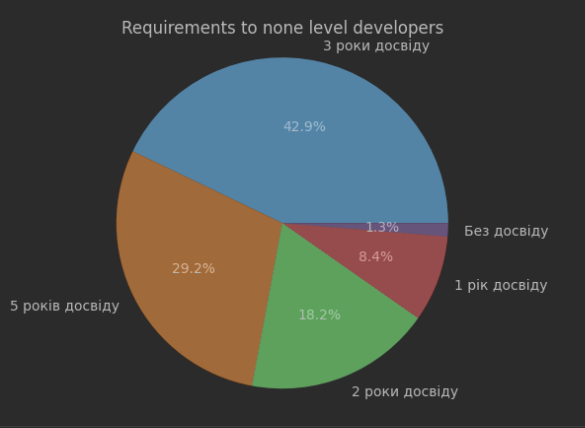 Requirements to none level developers
3 роки досвіду
42.9%
1.3%
Без досвіду
8.4%
29.2%
1 рік досвіду
5 років досвіду
18.2%
2 роки досвіду